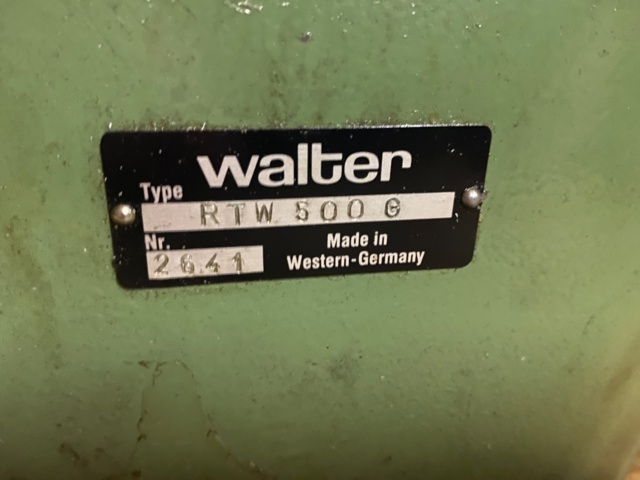 walter
Type
RTW 500 G
Nr.
2641
Made in
Western-Germany